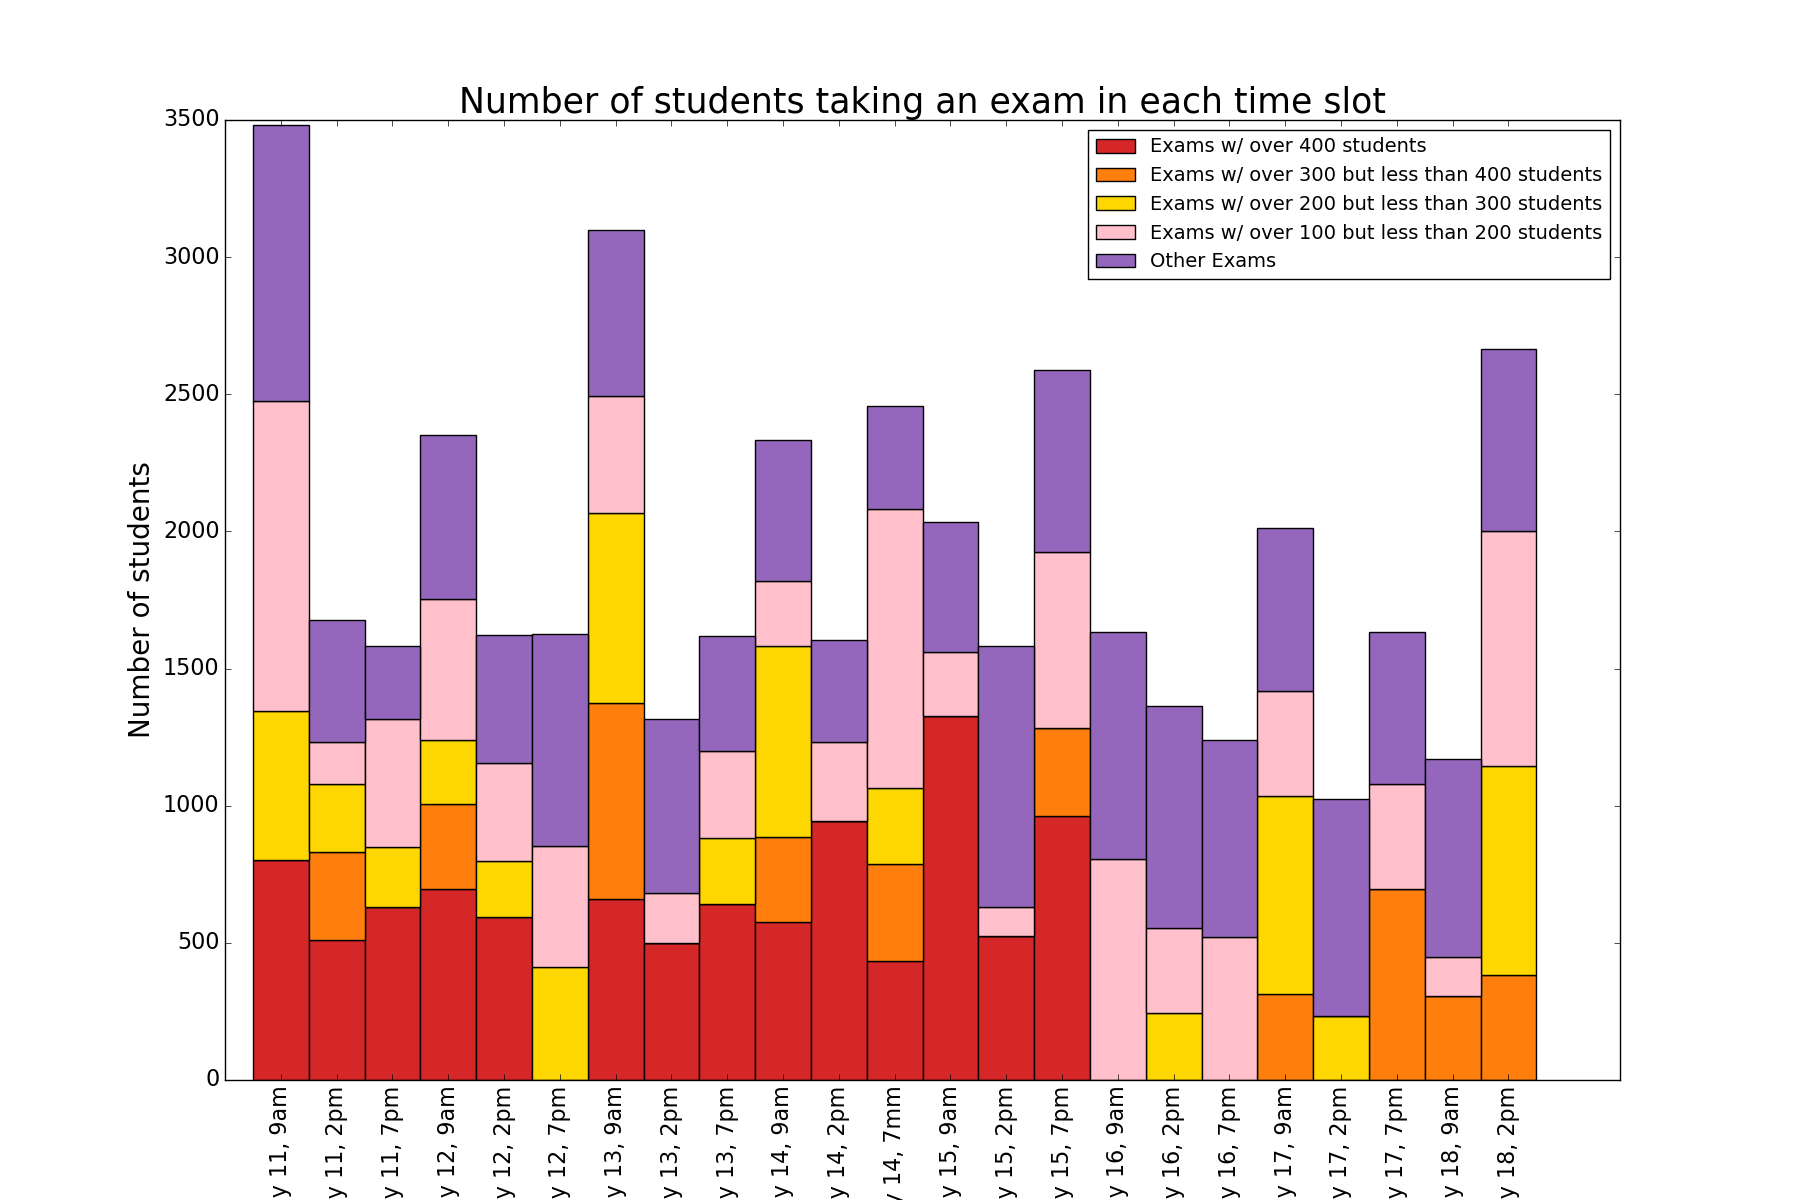 Number of students taking an exam in each time slot
Exams w/ over 400 students
Exams w/ over 300 but less than 400 students
Exams w/ over 200 but less than 300 students
Exams w/ over 100 but less than 200 students
Other Exams
Number of students
3500
3000
2500
2000
1500
1000
500
0
y 11, 9am
y 11, 2pm
y 11, 7pm
y 12, 9am
y 12, 2pm
y 12, 7pm
y 13, 9am
y 13, 2pm
y 13, 7pm
y 14, 9am
y 14, 2pm
y 14, 7mm
y 15, 9am
y 15, 2pm
y 15, 7pm
y 16, 9am
y 16, 2pm
y 16, 7pm
y 17, 9am
y 17, 2pm
y 17, 7pm
y 18, 9am
y 18, 2pm